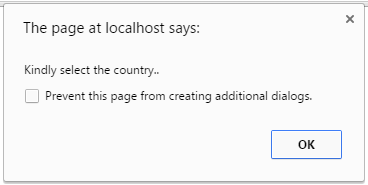 The page at localhost says:
Kindly select the country..
Prevent this page from creating additional dialogs.
OK